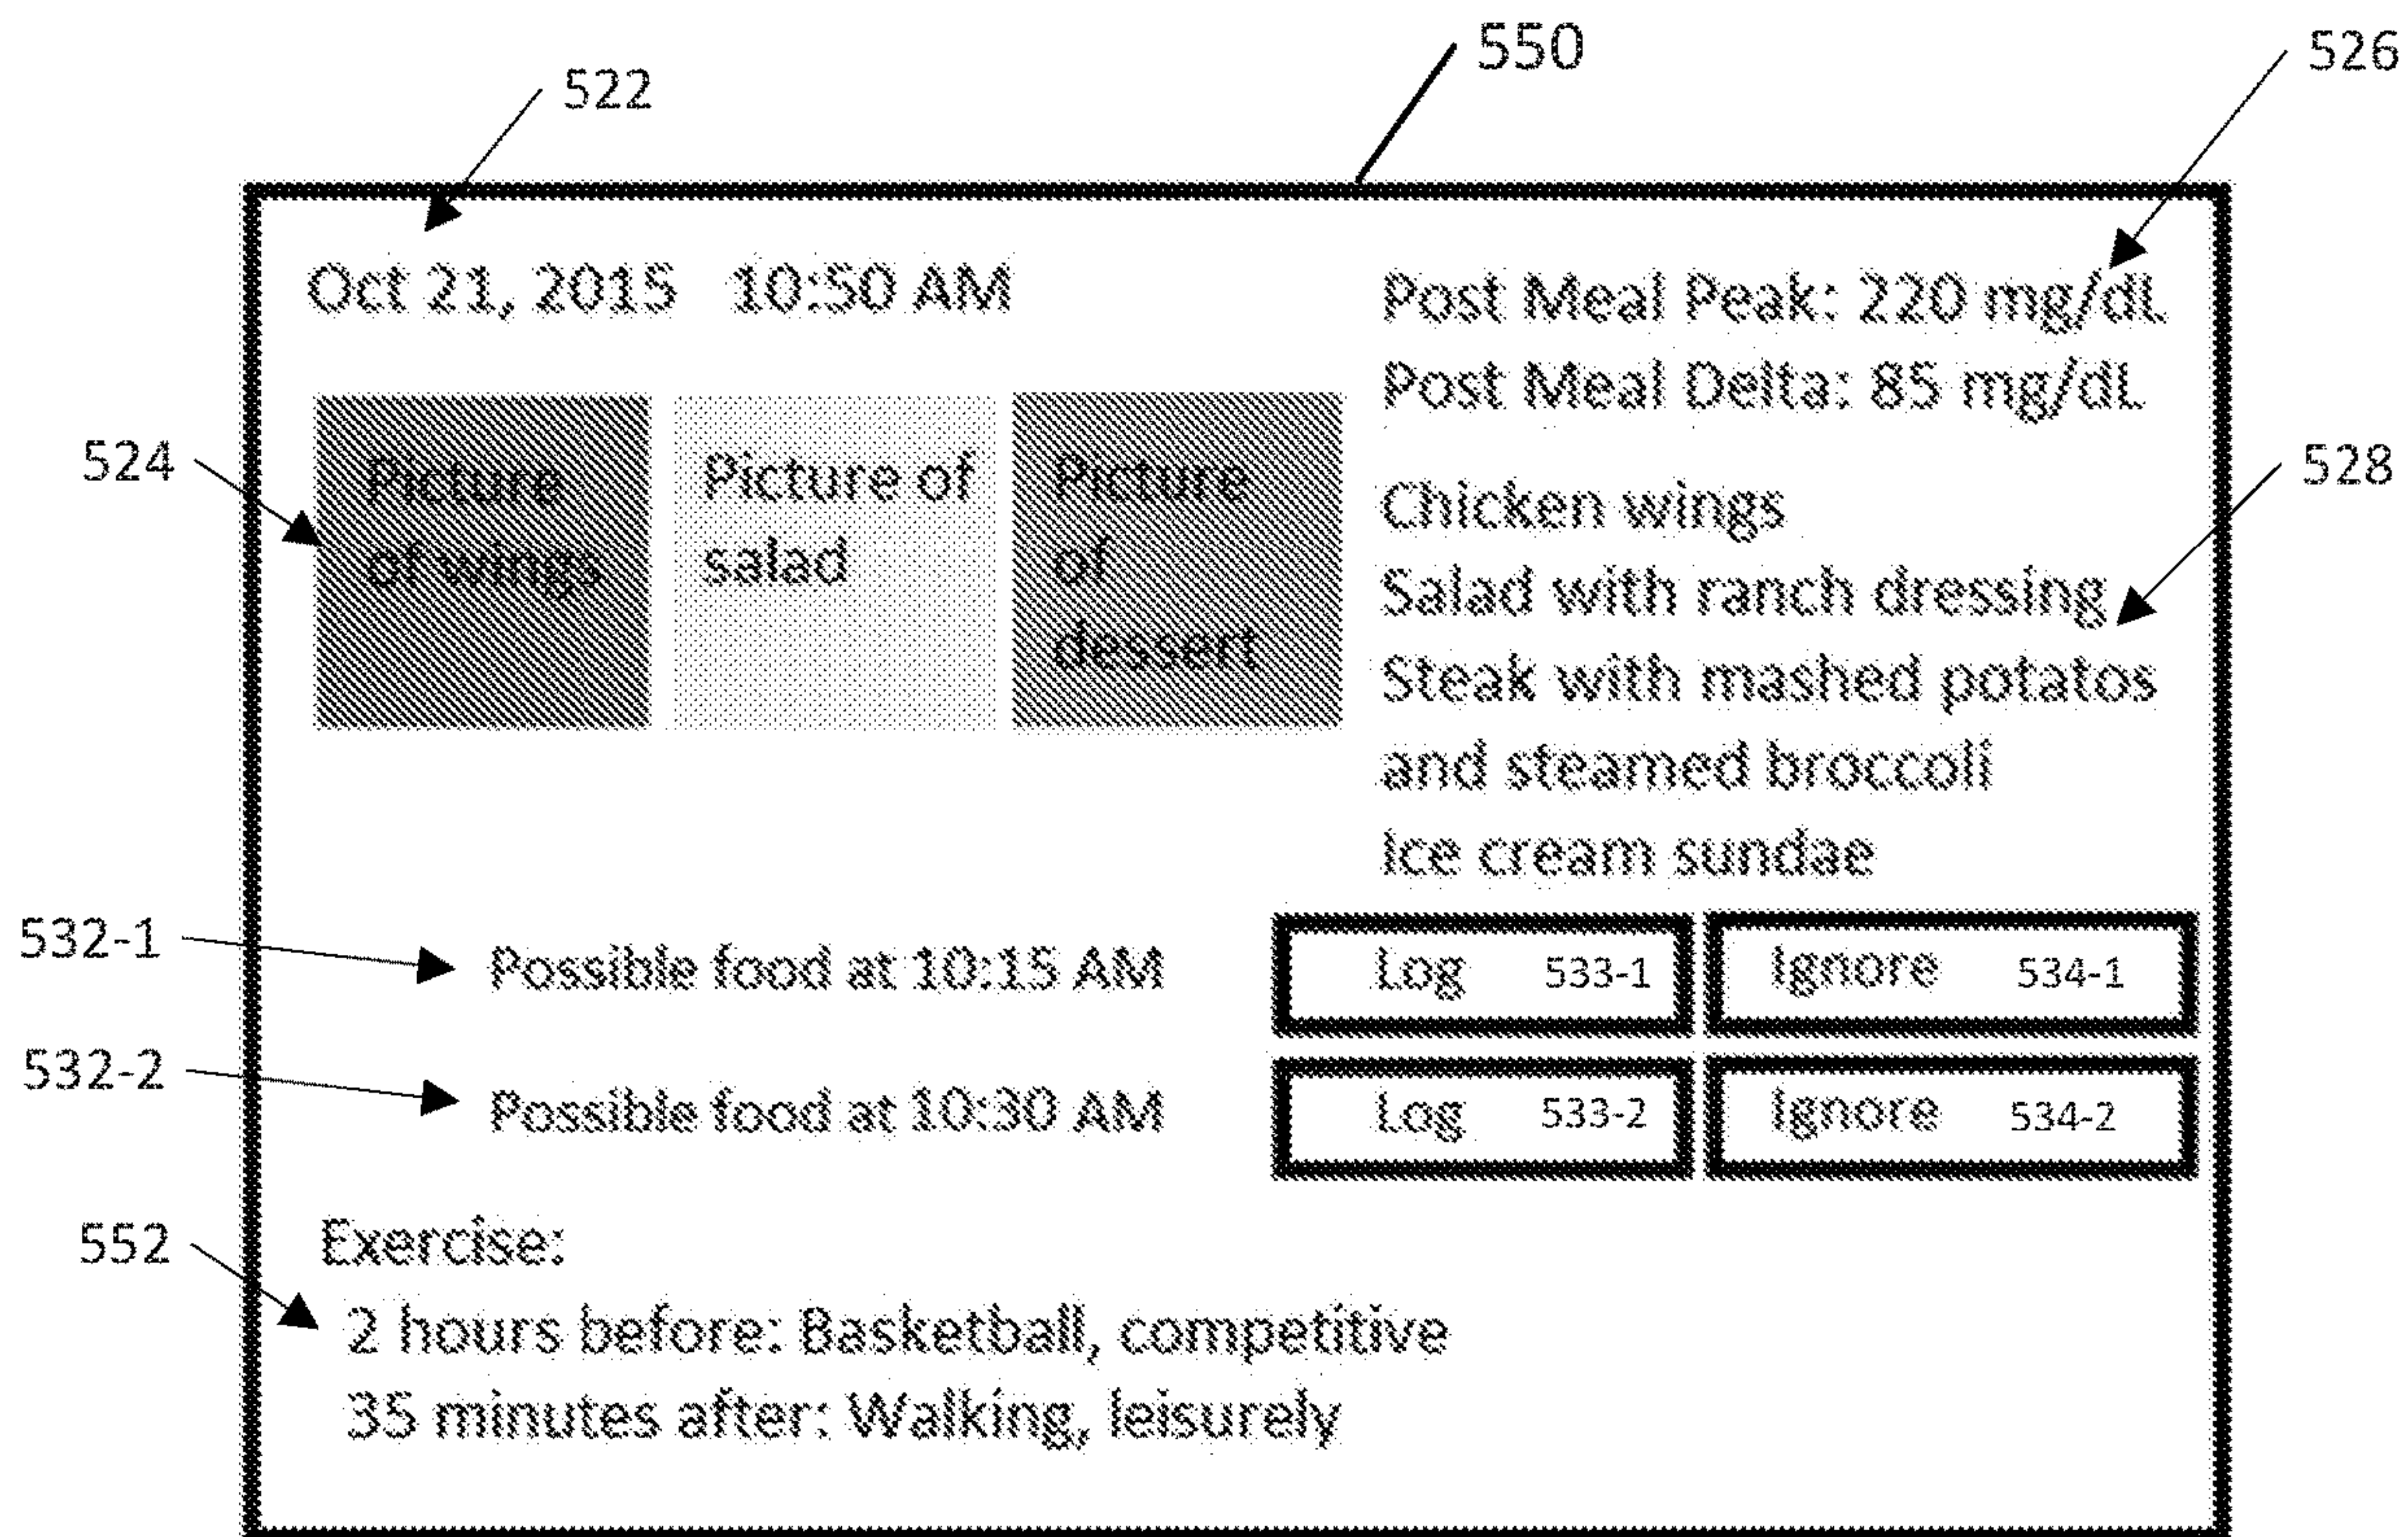 550
526
522
Oct 21, 2015 10:50 AM
Post Meal Peak: 220 mg/dL
Post Meal Delta: 85 mg/dL
524
Picture
of wings
Picture of
salad
Picture
of
dessert
528
Chicken wings
Salad with ranch dressing
Steak with mashed potatos
and steamed broccoli
Ice cream sundae
532-1
Possible food at 10:15 AM
Log 533-1
Ignore 534-1
532-2
Possible food at 10:30 AM
Log 533-2
Ignore 534-2
552
Exercise:
2 hours before: Basketball, competitive
35 minutes after: Walking, leisurely